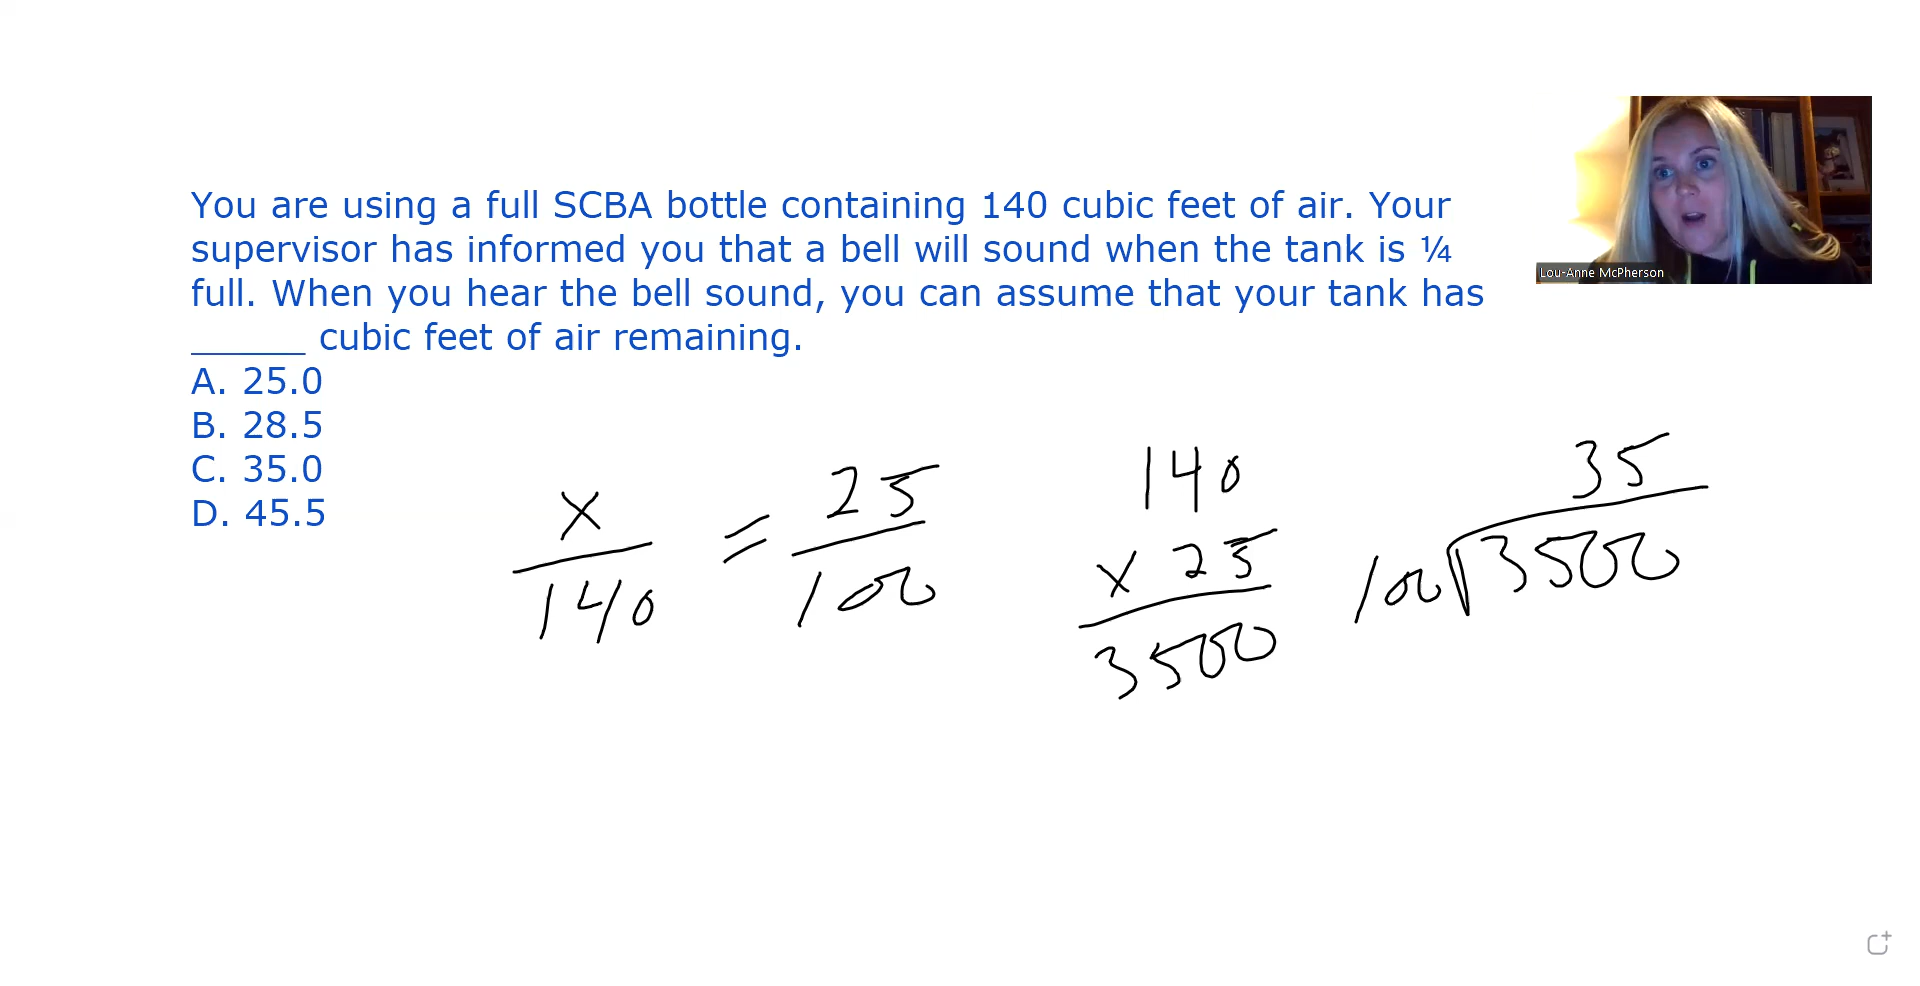 You are using a full SCBA bottle containing 140 cubic feet of air. Your
supervisor has informed you that a bell will sound when the tank is ¼
full. When you hear the bell sound, you can assume that your tank has
______ cubic feet of air remaining.
A. 25.0
B. 28.5
C. 35.0
D. 45.5
Lou-Anne McPherson
x
140
=
25
100
140
x 25
3500
35
100 3500